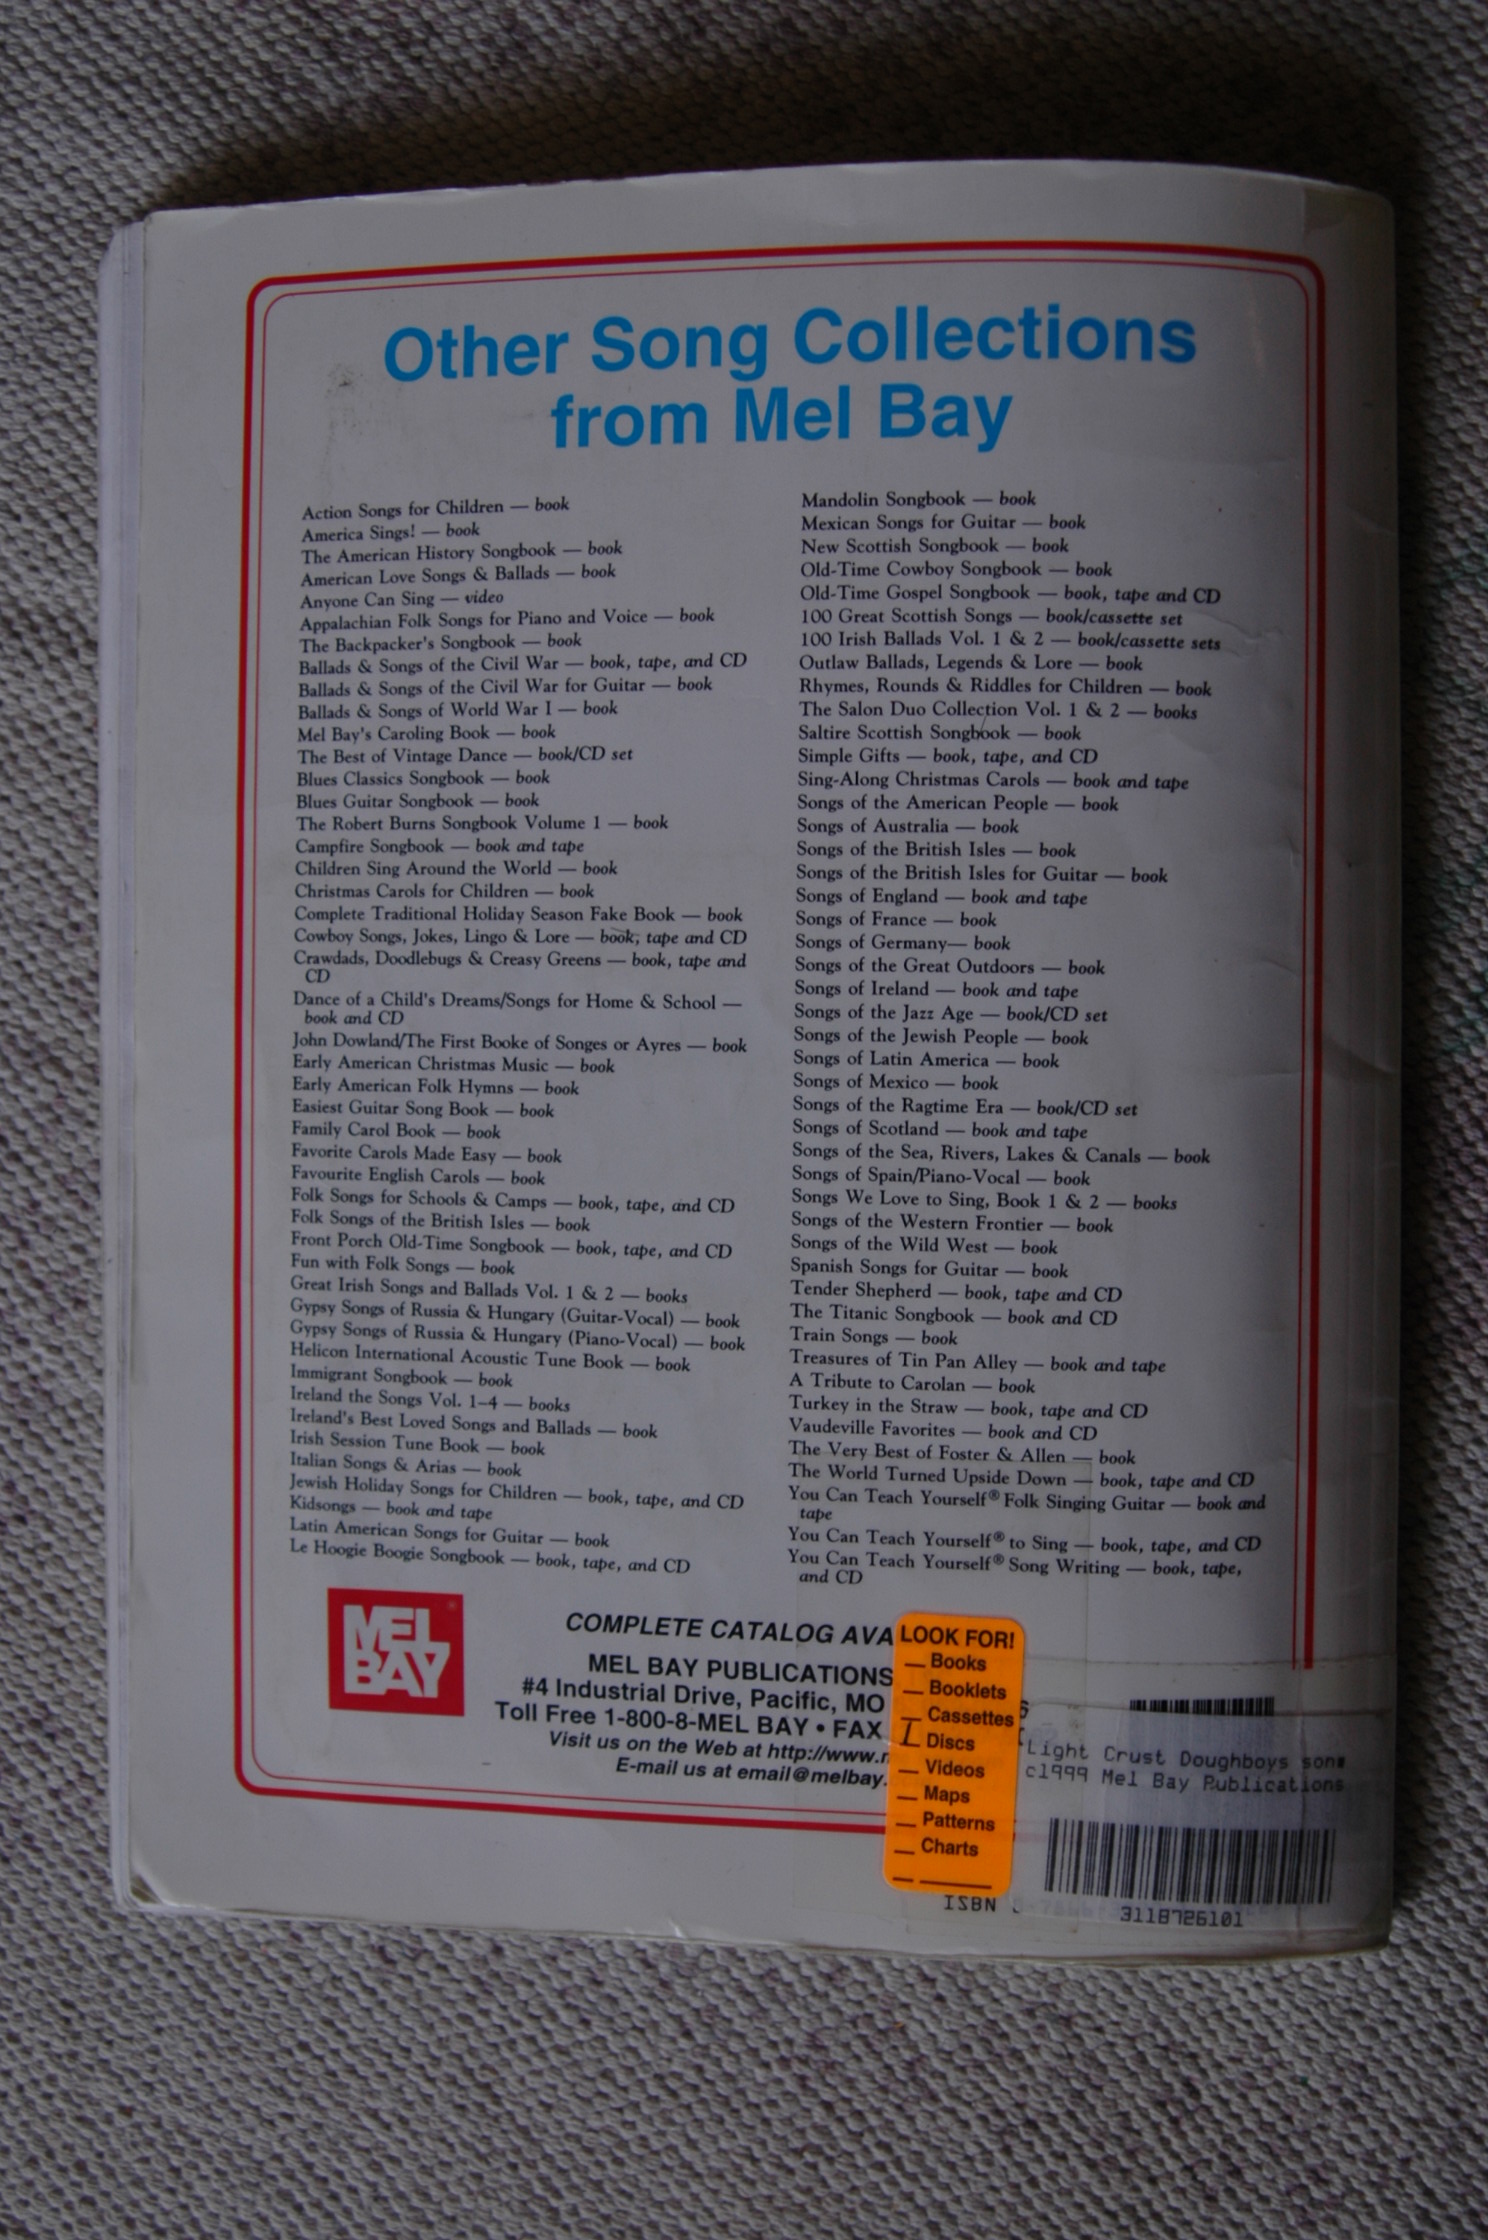 Other Song Collections
from Mel Bay
Action Songs for Children — book
America Sings! — book
The American History Songbook — book
American Love Songs & Ballads — book
Anyone Can Sing — video
Appalachian Folk Songs for Piano and Voice — book
The Backpacker's Songbook — book
Ballads & Songs of the Civil War — book, tape, and CD
Ballads & Songs of the Civil War for Guitar — book
Ballads & Songs of World War I — book
Mel Bay's Caroling Book — book
The Best of Vintage Dance — book/CD set
Blues Classics Songbook — book
Blues Guitar Songbook — book
The Robert Burns Songbook Volume 1 — book
Campfire Songbook — book and tape
Children Sing Around the World — book
Christmas Carols for Children — book
Complete Traditional Holiday Season Fake Book — book
Cowboy Songs, Jokes, Lingo & Lore — book, tape and CD
Crawdads, Doodlebugs & Creasy Greens — book, tape and
CD
Dance of a Child's Dreams/Songs for Home & School —
book and CD
John Dowland/The First Booke of Songes or Ayres — book
Early American Christmas Music — book
Early American Folk Hymns — book
Easiest Guitar Song Book — book
Family Carol Book — book
Favorite Carols Made Easy — book
Favourite English Carols — book
Folk Songs for Schools & Camps — book, tape, and CD
Folk Songs of the British Isles — book
Front Porch Old-Time Songbook — book, tape, and CD
Fun with Folk Songs — book
Great Irish Songs and Ballads Vol. 1 & 2 — books
Gypsy Songs of Russia & Hungary (Guitar-Vocal) — book
Gypsy Songs of Russia & Hungary (Piano-Vocal) — book
Helicon International Acoustic Tune Book — book
Immigrant Songbook — book
Ireland the Songs Vol. 1–4 — books
Ireland's Best Loved Songs and Ballads — book
Irish Session Tune Book — book
Italian Songs & Arias — book
Jewish Holiday Songs for Children — book, tape, and CD
Kidsongs — book and tape
Latin American Songs for Guitar — book
Le Hoogie Boogie Songbook — book, tape, and CD
Mandolin Songbook — book
Mexican Songs for Guitar — book
New Scottish Songbook — book
Old-Time Cowboy Songbook — book
Old-Time Gospel Songbook — book, tape and CD
100 Great Scottish Songs — book/cassette set
100 Irish Ballads Vol. 1 & 2 — book/cassette sets
Outlaw Ballads, Legends & Lore — book
Rhymes, Rounds & Riddles for Children — book
The Salon Duo Collection Vol. 1 & 2 — books
Saltire Scottish Songbook — book
Simple Gifts — book, tape, and CD
Sing-Along Christmas Carols — book and tape
Songs of the American People — book
Songs of Australia — book
Songs of the British Isles — book
Songs of the British Isles for Guitar — book
Songs of England — book and tape
Songs of France — book
Songs of Germany— book
Songs of the Great Outdoors — book
Songs of Ireland — book and tape
Songs of the Jazz Age — book/CD set
Songs of the Jewish People — book
Songs of Latin America — book
Songs of Mexico — book
Songs of the Ragtime Era — book/CD set
Songs of Scotland — book and tape
Songs of the Sea, Rivers, Lakes & Canals — book
Songs of Spain/Piano-Vocal — book
Songs We Love to Sing, Book 1 & 2 — books
Songs of the Western Frontier — book
Songs of the Wild West — book
Spanish Songs for Guitar — book
Tender Shepherd — book, tape and CD
The Titanic Songbook — book and CD
Train Songs — book
Treasures of Tin Pan Alley — book and tape
A Tribute to Carolan — book
Turkey in the Straw — book, tape and CD
Vaudeville Favorites — book and CD
The Very Best of Foster & Allen — book
The World Turned Upside Down — book, tape and CD
You Can Teach Yourself® Folk Singing Guitar — book and
tape
You Can Teach Yourself® to Sing — book, tape, and CD
You Can Teach Yourself® Song Writing — book, tape,
and CD
MEL
BAY
®
COMPLETE CATALOG AVA
MEL BAY PUBLICATIONS
#4 Industrial Drive, Pacific, MO
Toll Free 1-800-8-MEL BAY • FAX
Visit us on the Web at http://www.
E-mail us at email@melbay.
LOOK FOR!
Books
Booklets
Cassettes
1 Discs
Videos
Maps
Patterns
Charts
Light Crust Doughboys song
c1999 Mel Bay Publications
ISBN
3118726101